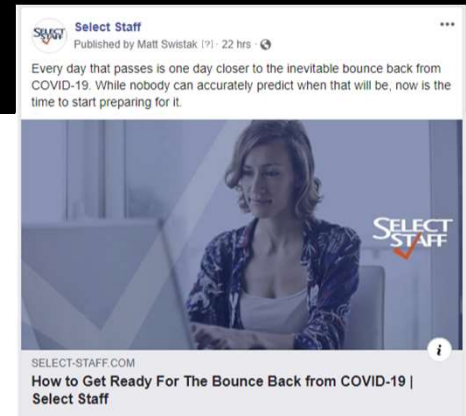 SELECT
STAFF
Select Staff
Published by Matt Swistak [?] · 22 hrs ·
Every day that passes is one day closer to the inevitable bounce back from
COVID-19. While nobody can accurately predict when that will be, now is the
time to start preparing for it.
SELECT
STAFF
i
SELECT-STAFF.COM
How to Get Ready For The Bounce Back from COVID-19 |
Select Staff